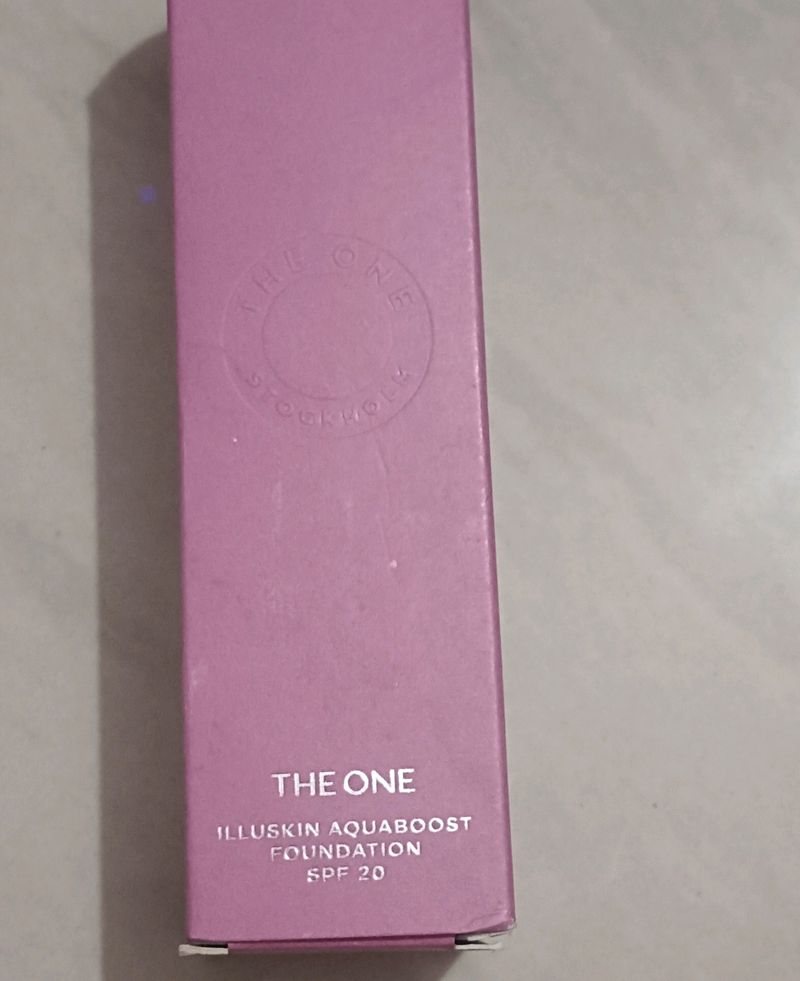 THE ONE
STOCKHOLM
THE ONE
ILLUSKIN AQUABOOST
FOUNDATION
SPF 20